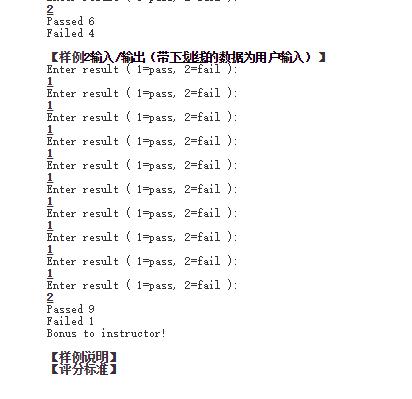 2
Passed 6
Failed 4
【样例2输入/输出（带下划线的数据为用户输入）】
Enter result ( 1=pass, 2=fail ):
1
Enter result ( 1=pass, 2=fail ):
1
Enter result ( 1=pass, 2=fail ):
1
Enter result ( 1=pass, 2=fail ):
1
Enter result ( 1=pass, 2=fail ):
1
Enter result ( 1=pass, 2=fail ):
1
Enter result ( 1=pass, 2=fail ):
1
Enter result ( 1=pass, 2=fail ):
1
Enter result ( 1=pass, 2=fail ):
1
Enter result ( 1=pass, 2=fail ):
2
Passed 9
Failed 1
Bonus to instructor!
【样例说明】
【评分标准】